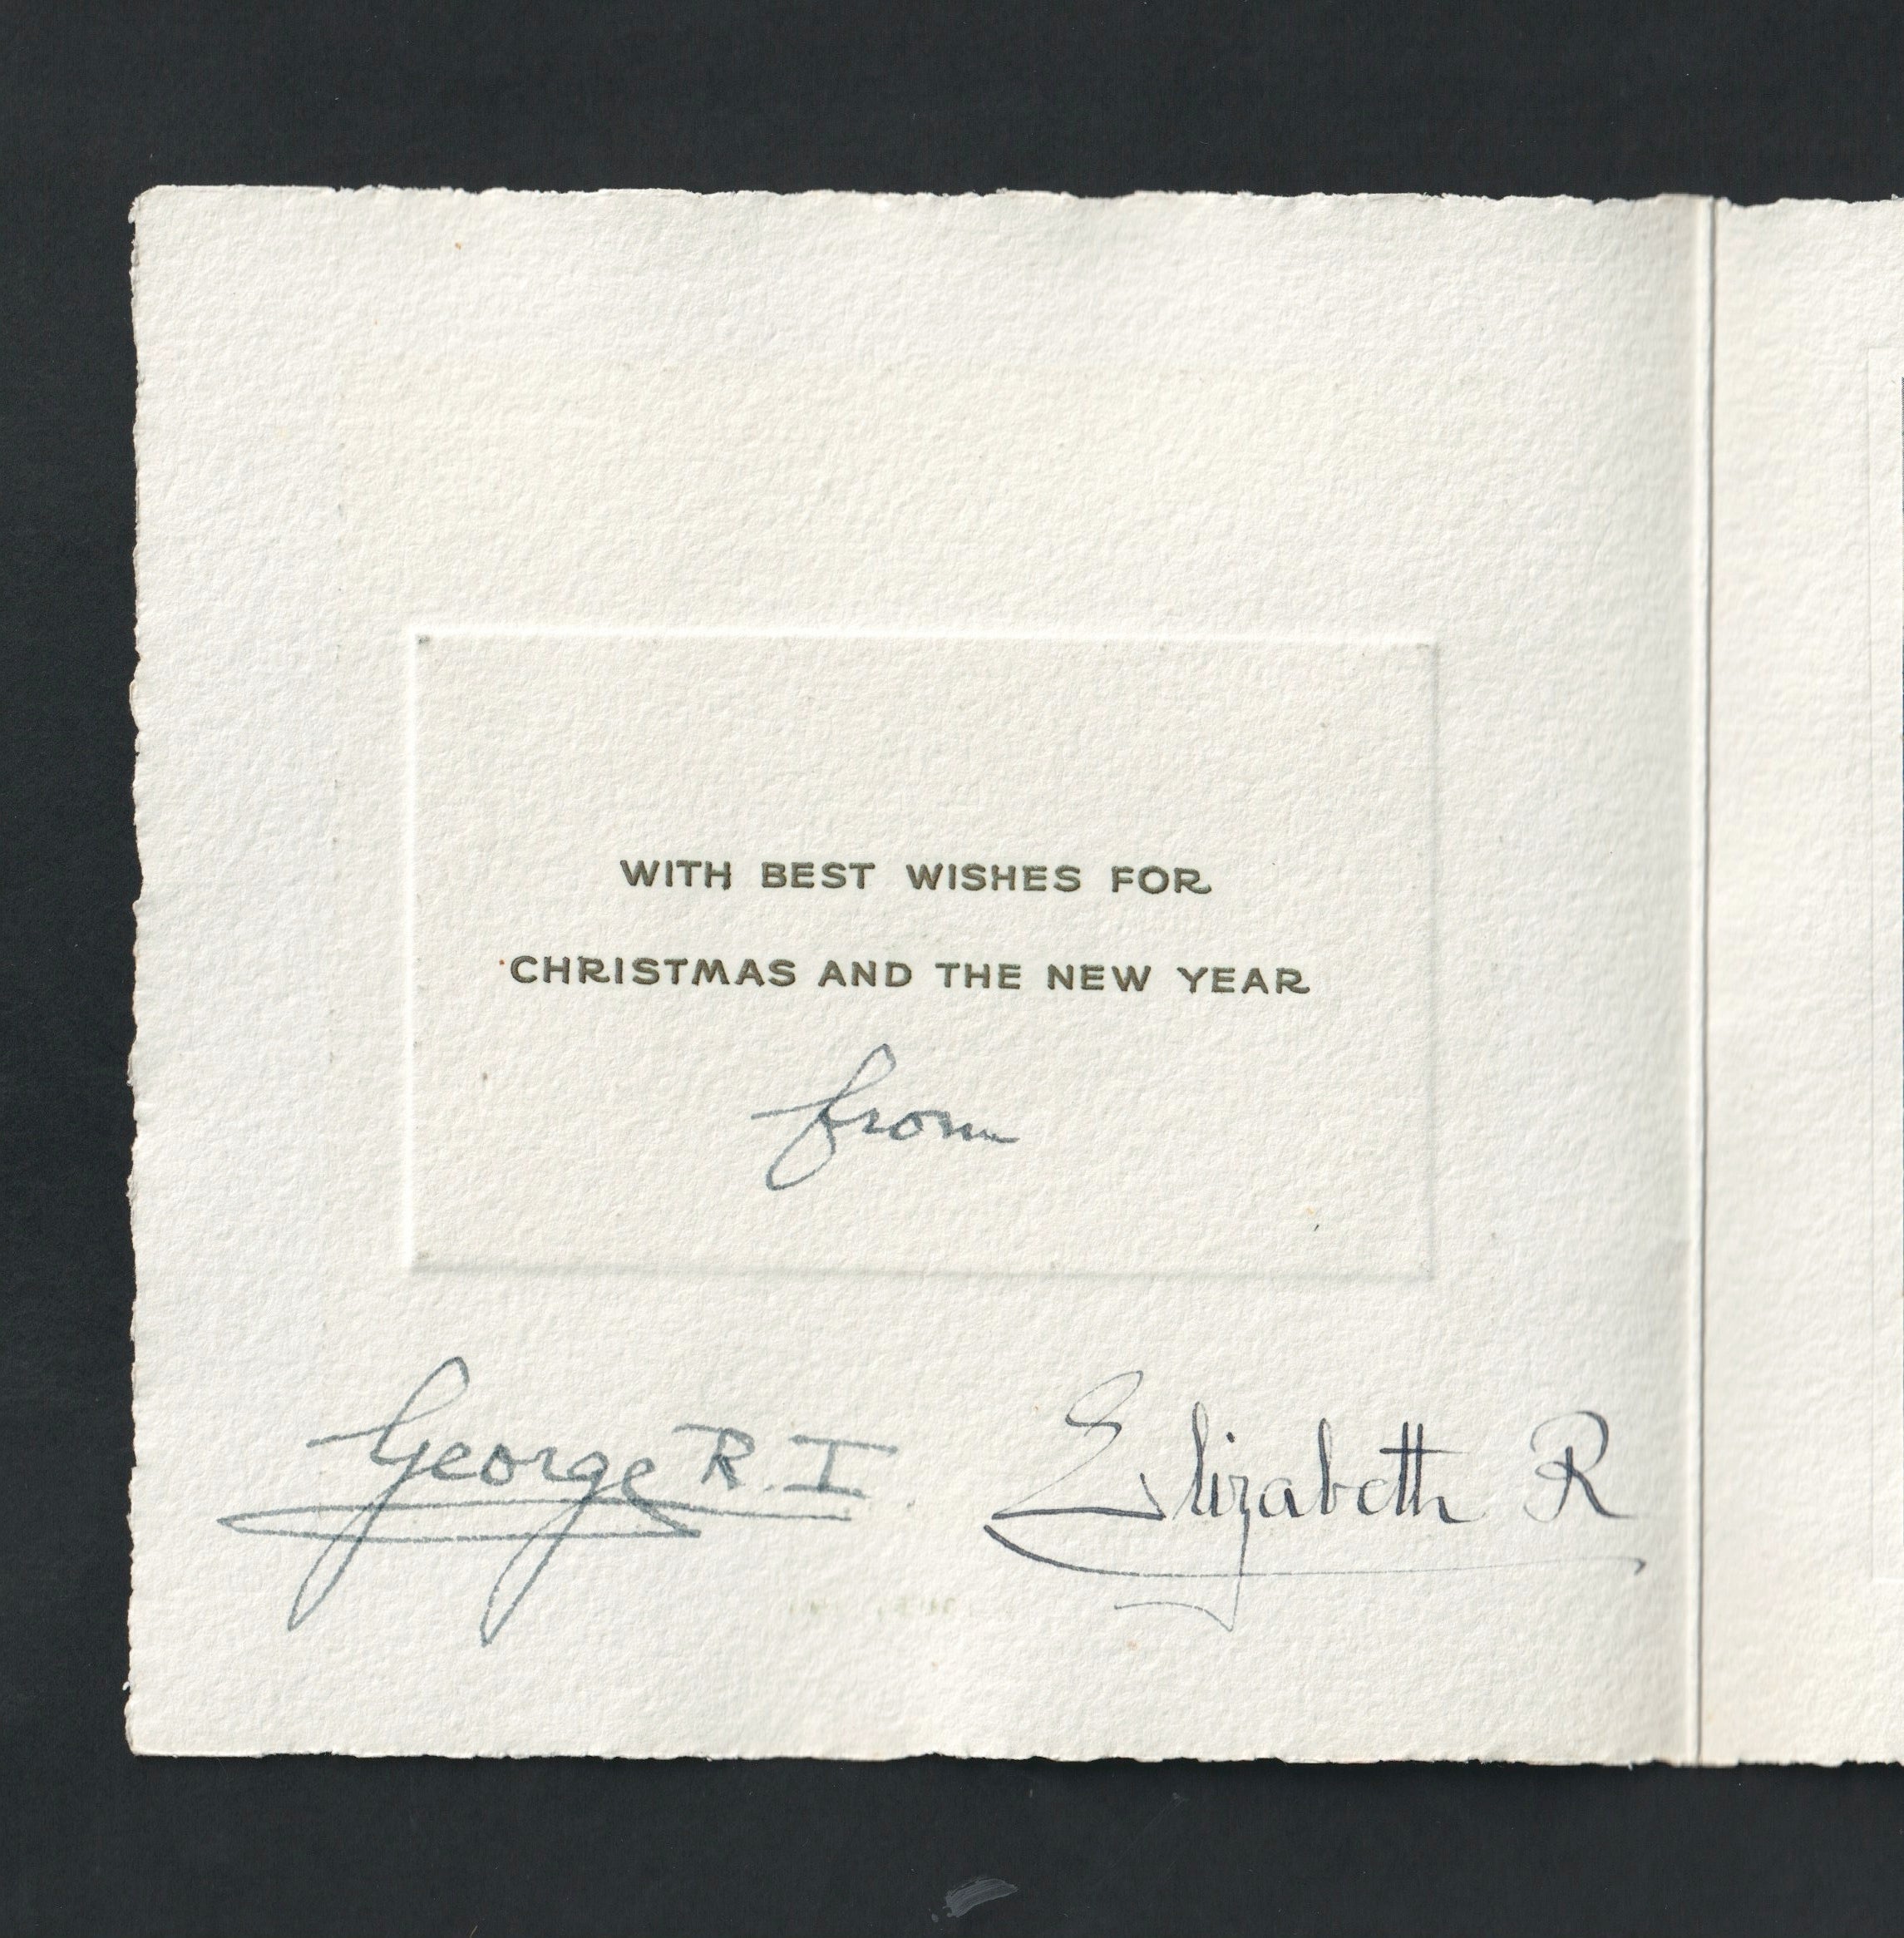 WITH BEST WISHES FOR
CHRISTMAS AND THE NEW YEAR
from
George R.I.
Elizabeth R